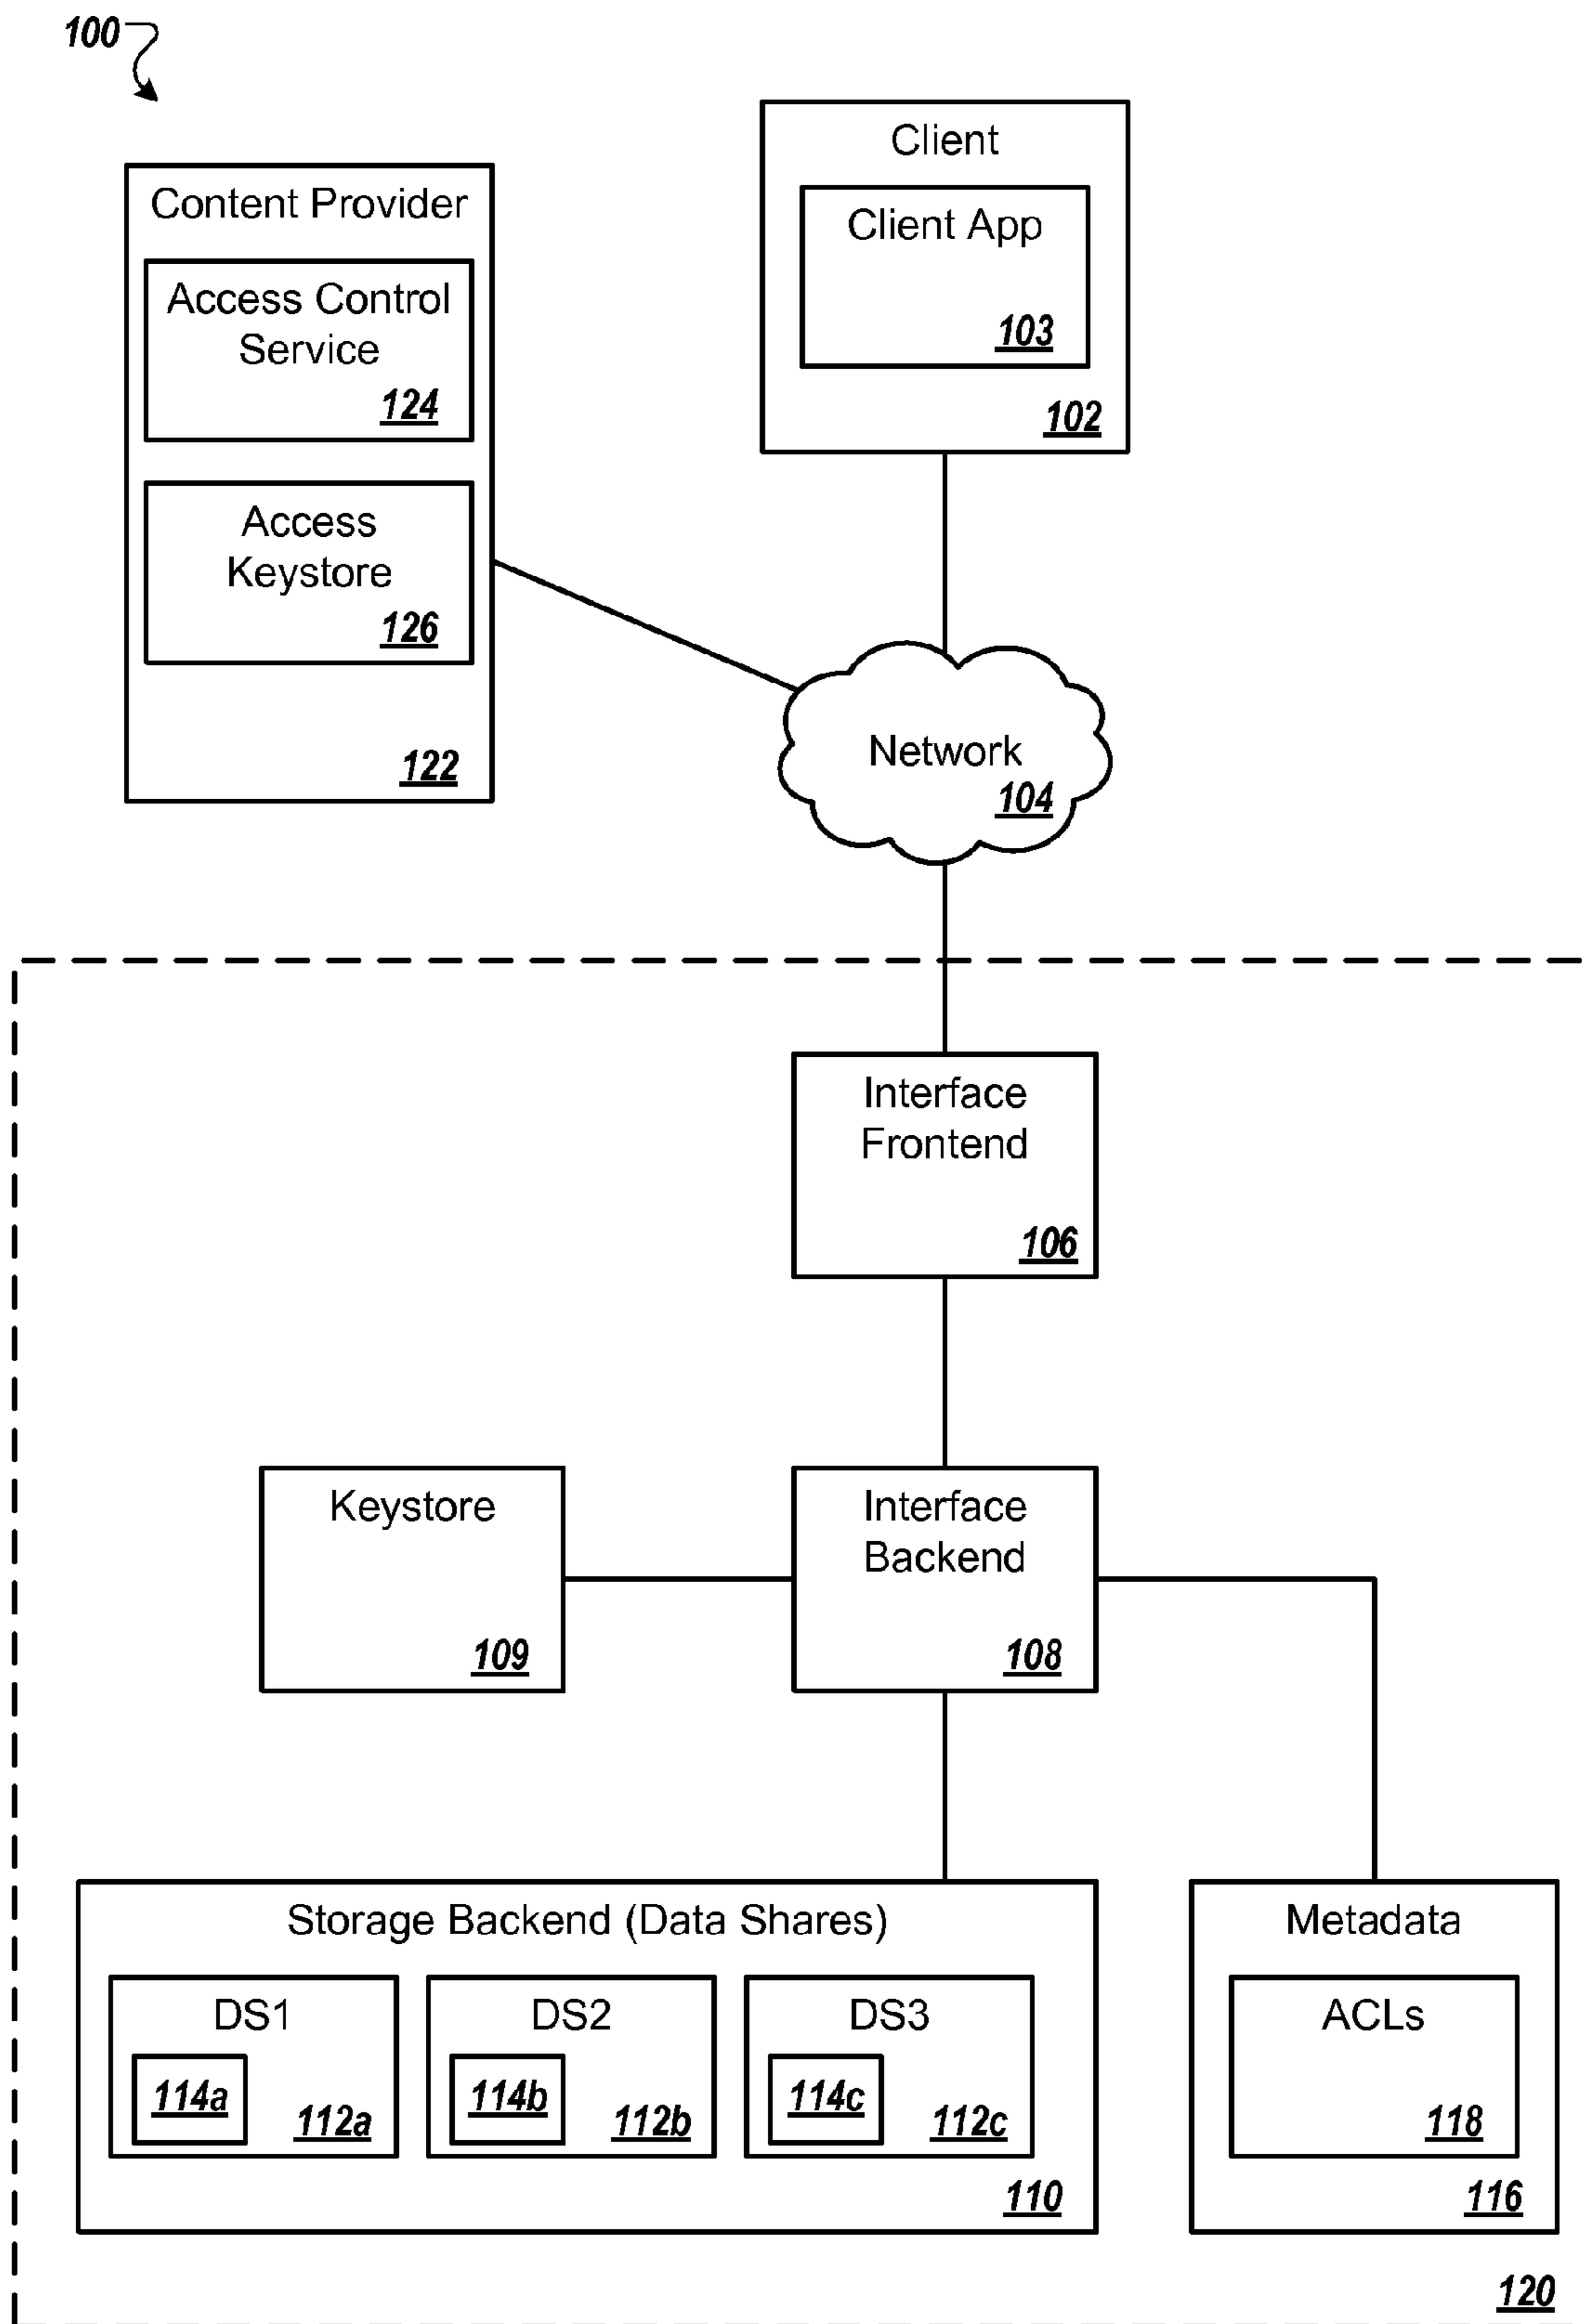 100
Content Provider
Access Control
Service
124
Access
Keystore
126
122
Client
Client App
103
102
Network
104
Interface
Frontend
106
Keystore
109
Interface
Backend
108
Storage Backend (Data Shares)
DS1
114a
112a
DS2
114b
112b
DS3
114c
112c
110
Metadata
ACLs
118
116
120